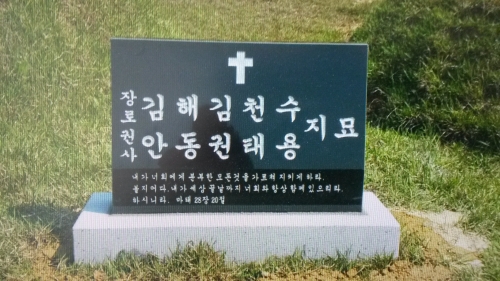 장로 김해김천수
권사 안동권태용
지묘
내가 너희에게 분부한 모든것을 가르쳐 지키게 하라.
볼지어다. 내가 세상 끝날까지 너희와 항상 함께 있으리라.
하시니라. 마태 28장 20일